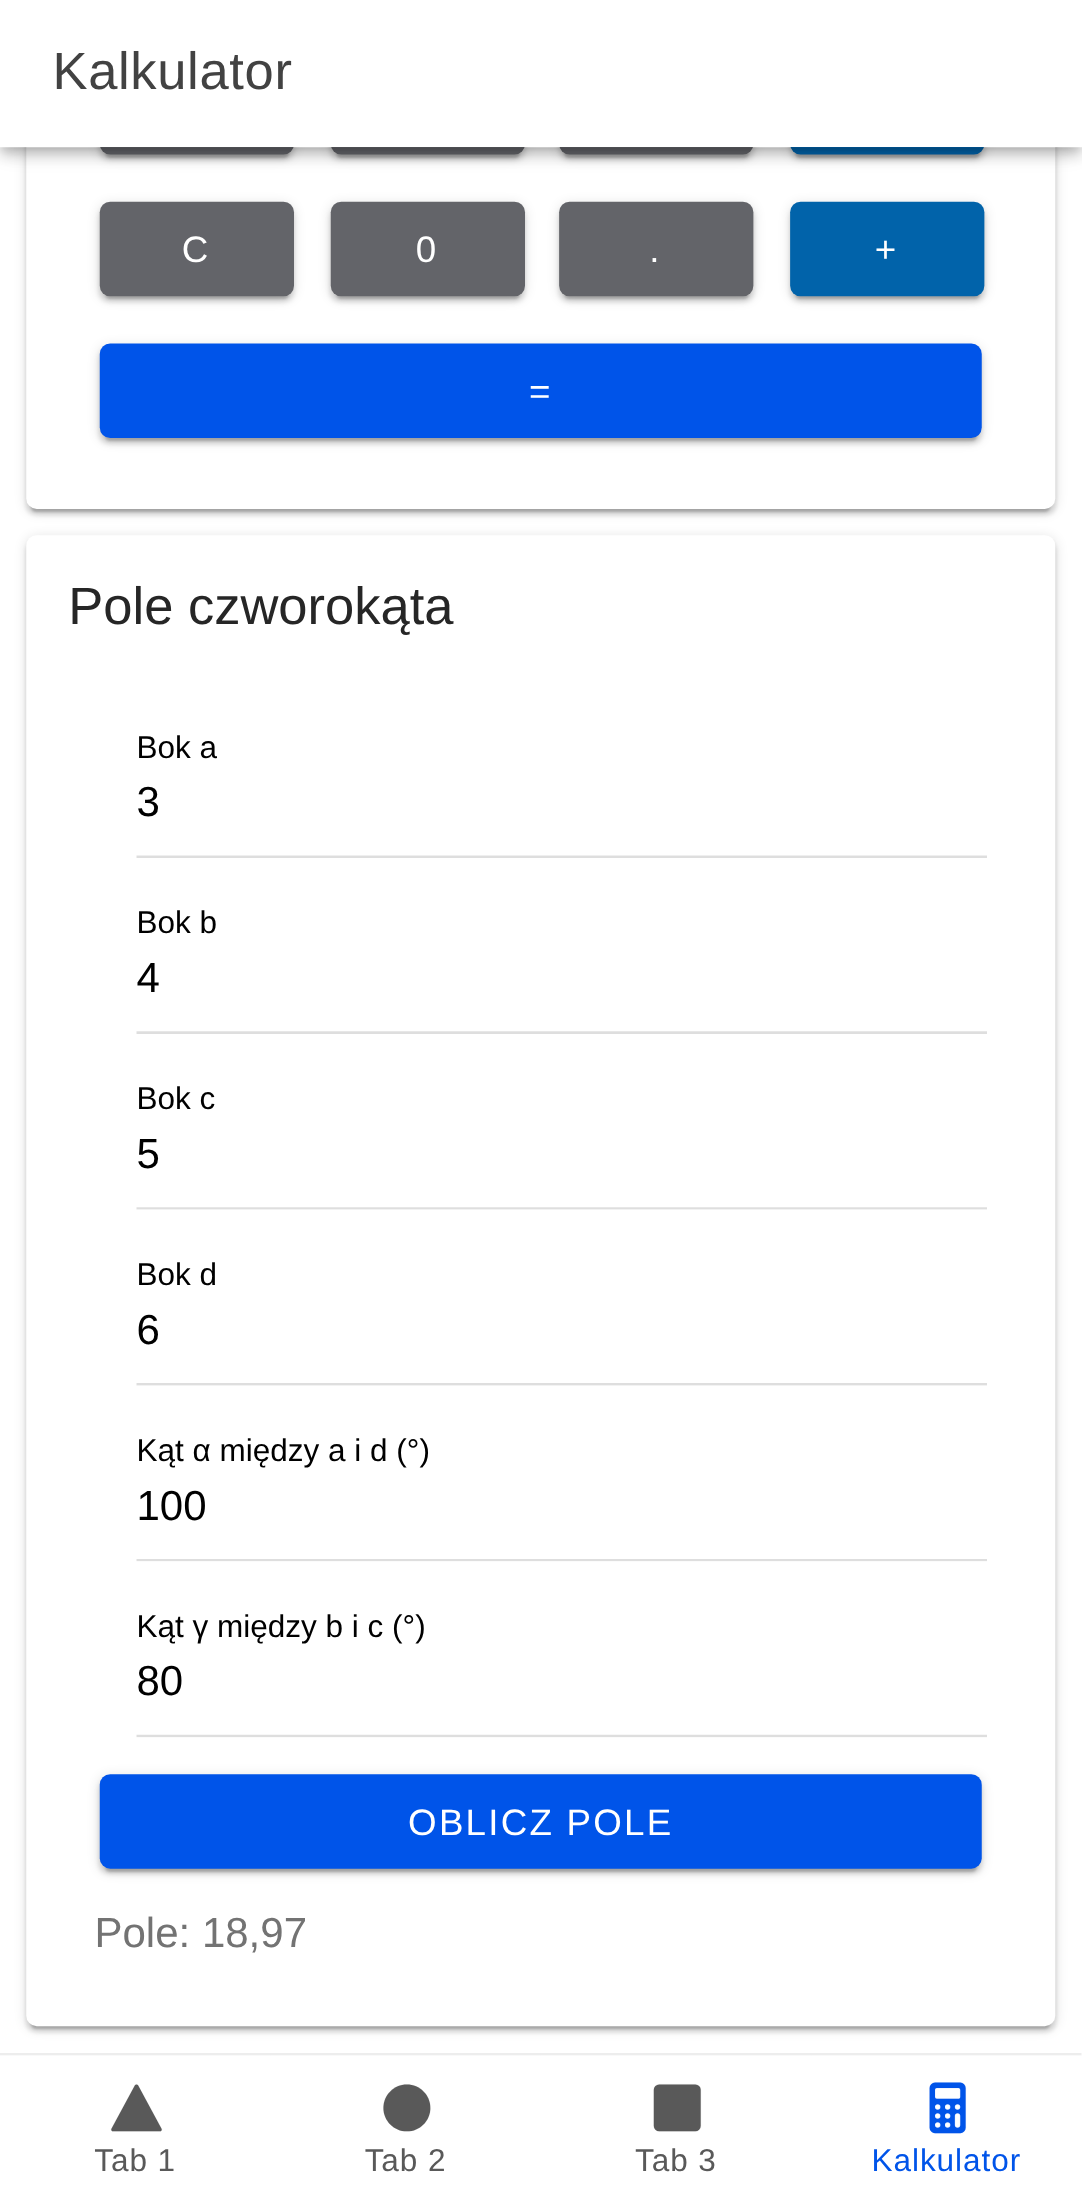 Kalkulator
C 0 . +
=
Pole czworokąta
Bok a
3
Bok b
4
Bok c
5
Bok d
6
Kąt α między a i d (°)
100
Kąt γ między b i c (°)
80
OBLICZ POLE
Pole: 18,97
Tab 1 Tab 2 Tab 3 Kalkulator